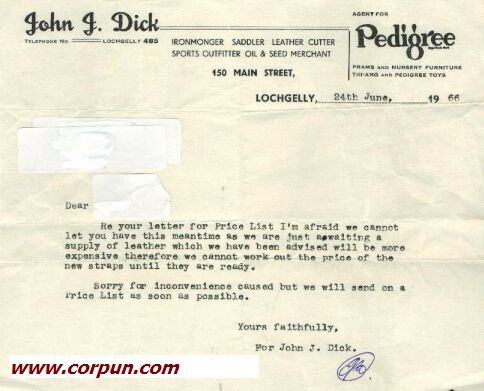 John J. Dick
TELEPHONE No LOCHGELLY 485
IRONMONGER SADDLER LEATHER CUTTER
SPORTS OUTFITTER OIL & SEED MERCHANT
150 MAIN STREET,
AGENT FOR
Pedigree
PRAMS AND NURSERY FURNITURE
TRI-ANG AND PEDIGREE TOYS
LOCHGELLY, 24th June, 19 66
Dear
Re your letter for Price List I'm afraid we cannot
let you have this meantime as we are just awaiting a
supply of leather which we have been advised will be more
expensive therefore we cannot work out the price of the
new straps until they are ready.
Sorry for inconvenience caused but we will send on a
Price List as soon as possible.
Yours faithfully,
For John J. Dick.
www.corpun.com